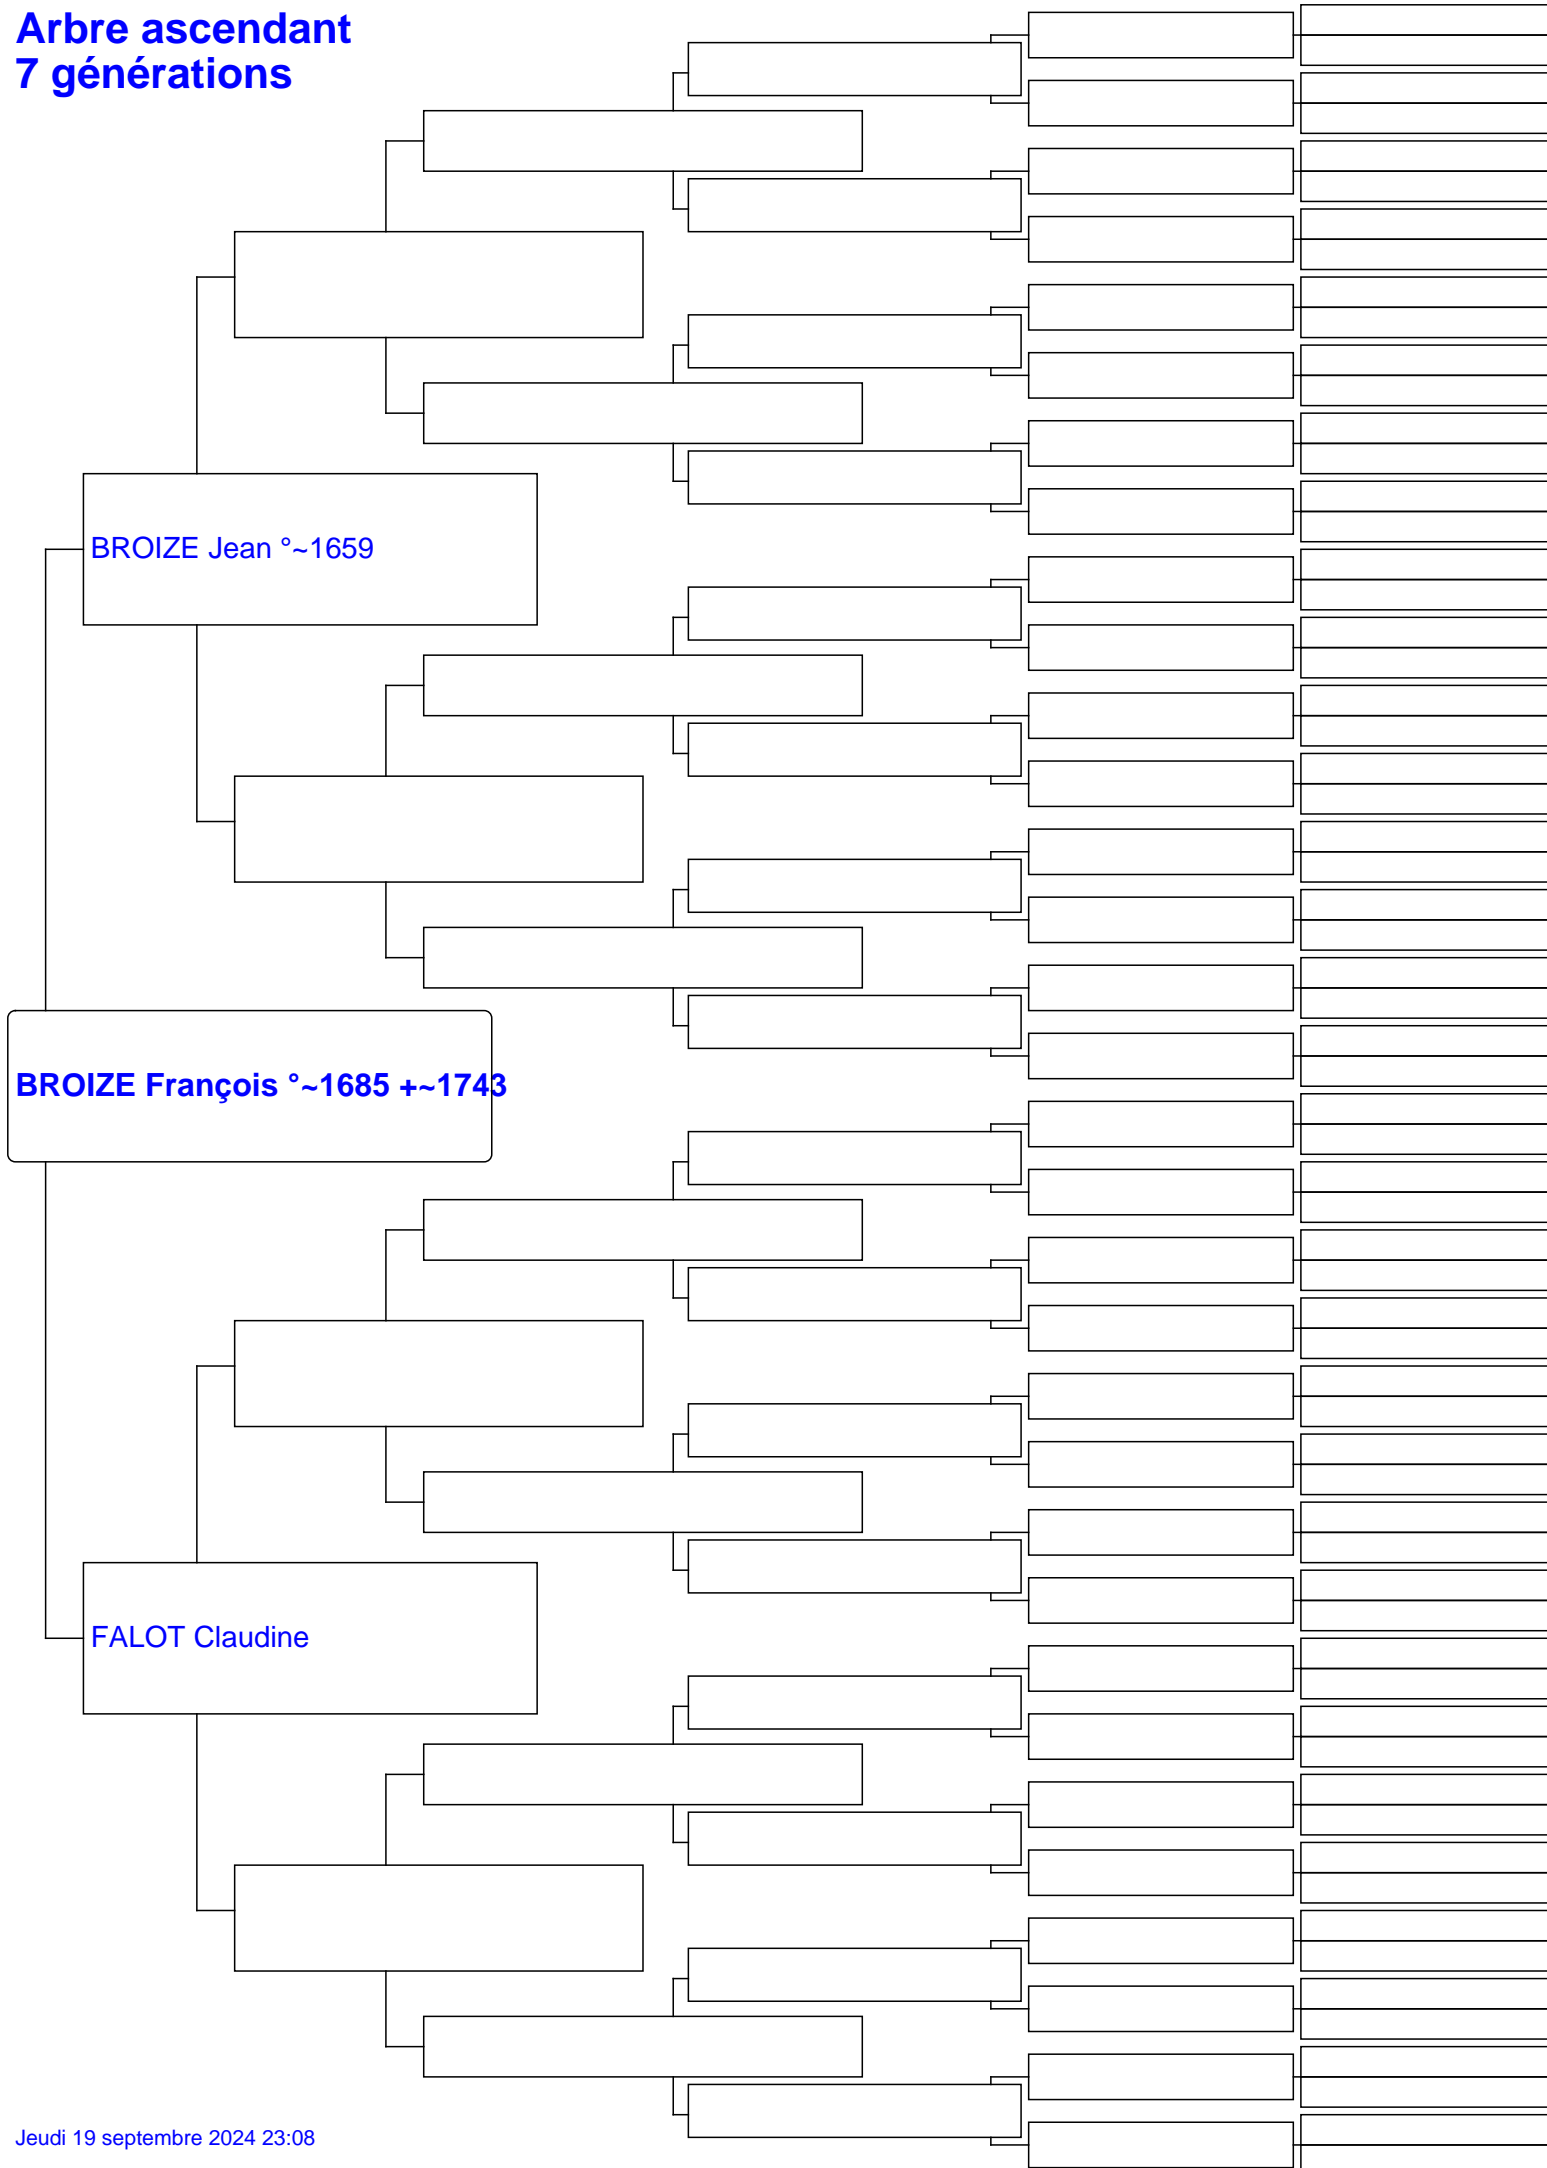 Arbre ascendant
7 générations
BROIZE Jean °~1659
BROIZE François °~1685 +~1743
FALOT Claudine
Jeudi 19 septembre 2024 23:08